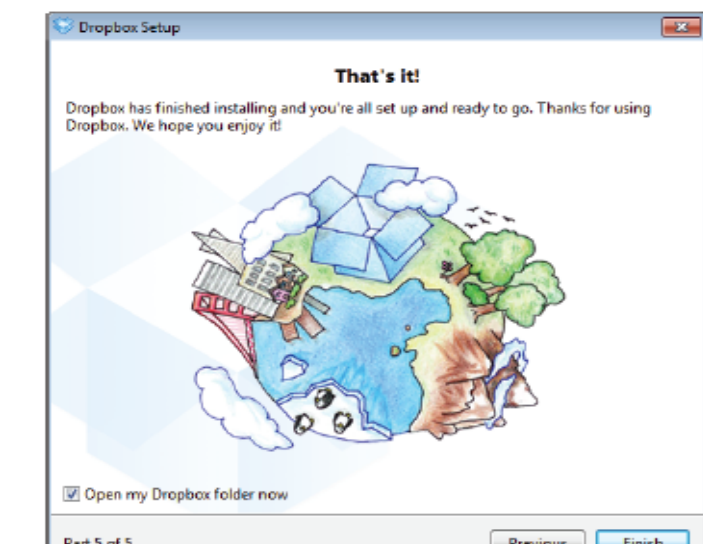 Dropbox Setup
That's it!
Dropbox has finished installing and you're all set up and ready to go. Thanks for using
Dropbox. We hope you enjoy it!
Open my Dropbox folder now
Part 5 of 5
Previous Finish